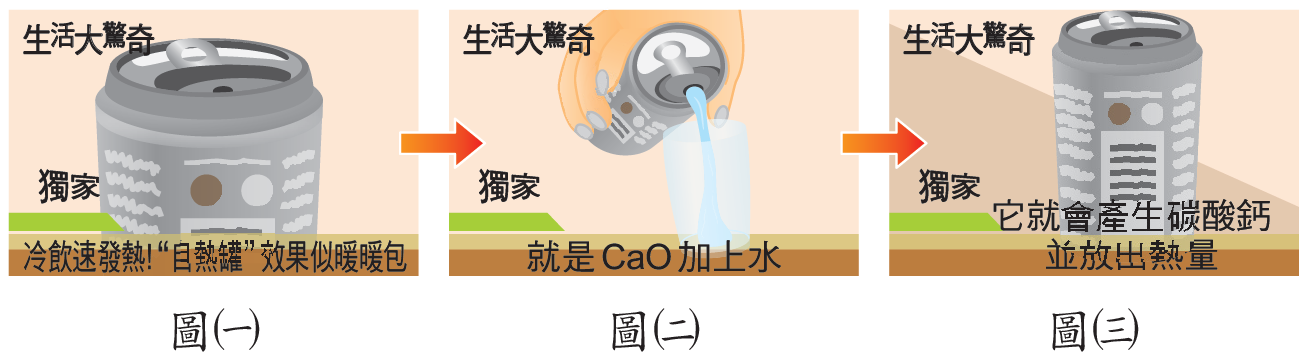 生活大驚奇
獨家
冷飲速發熱!“自熱罐”效果似暖暖包
圖(一)
生活大驚奇
獨家
就是CaO加上水
圖(二)
生活大驚奇
獨家
它就會產生碳酸鈣
並放出熱量
圖(三)